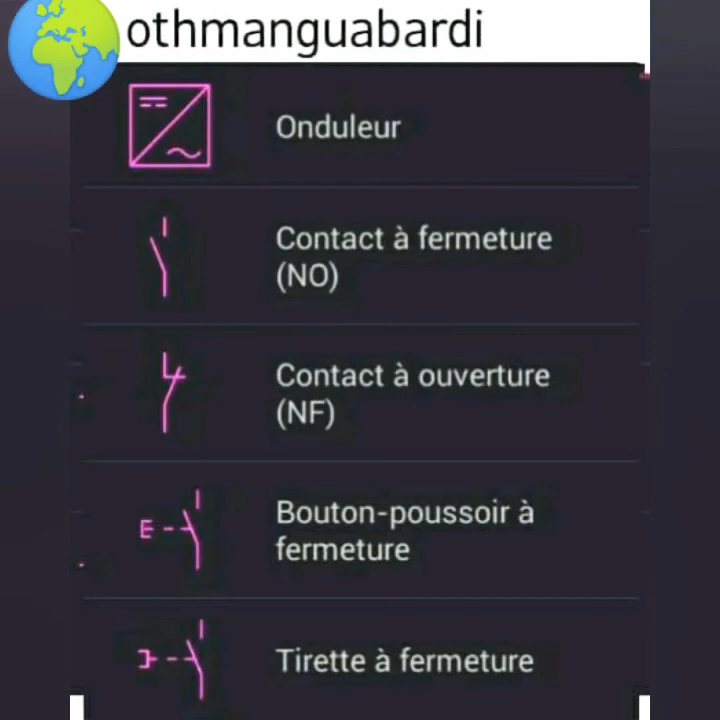 othmanguabardi
Onduleur
Contact à fermeture
(NO)
Contact à ouverture
(NF)
Bouton-poussoir à
fermeture
Tirette à fermeture